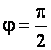 φ = π/2